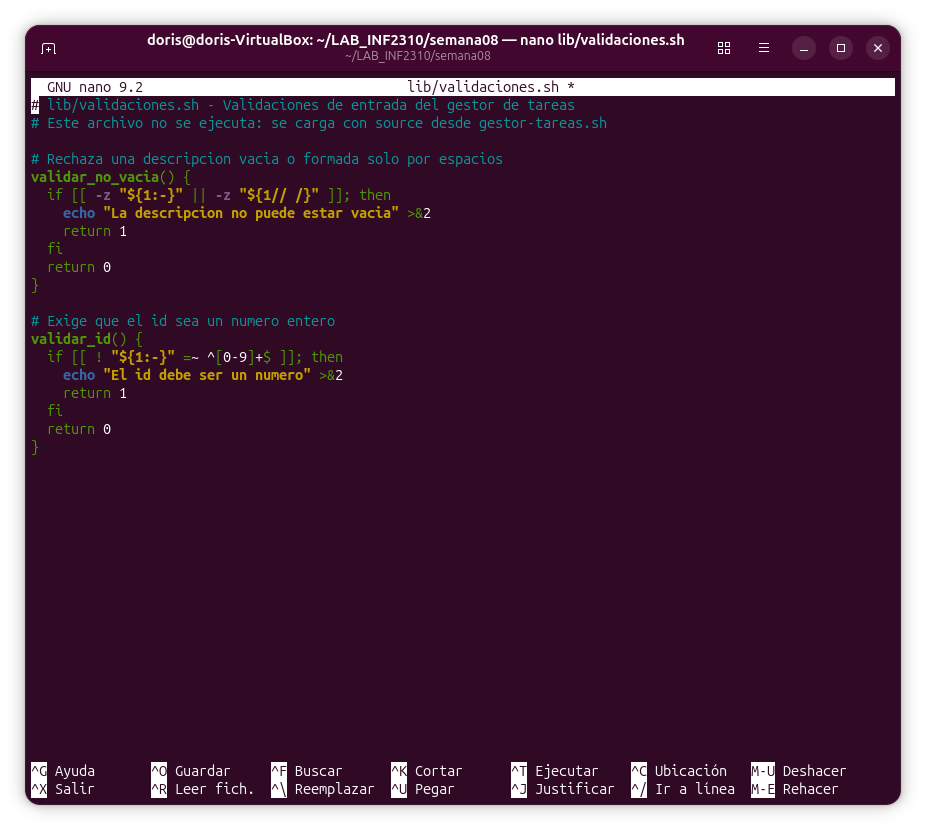 doris@doris-VirtualBox: ~/LAB_INF2310/semana08 — nano lib/validaciones.sh
~/LAB_INF2310/semana08
GNU nano 9.2 lib/validaciones.sh *
# lib/validaciones.sh - Validaciones de entrada del gestor de tareas
# Este archivo no se ejecuta: se carga con source desde gestor-tareas.sh
# Rechaza una descripcion vacia o formada solo por espacios
validar_no_vacia() {
  if [[ -z "${1:-}" || -z "${1// /}" ]]; then
    echo "La descripcion no puede estar vacia" >&2
    return 1
  fi
  return 0
}
# Exige que el id sea un numero entero
validar_id() {
  if [[ ! "${1:-}" =~ ^[0-9]+$ ]]; then
    echo "El id debe ser un numero" >&2
    return 1
  fi
  return 0
}
^G Ayuda ^O Guardar ^F Buscar ^K Cortar ^T Ejecutar ^C Ubicación M-U Deshacer
^X Salir ^R Leer fich. ^\ Reemplazar ^U Pegar ^J Justificar ^/ Ir a línea M-E Rehacer